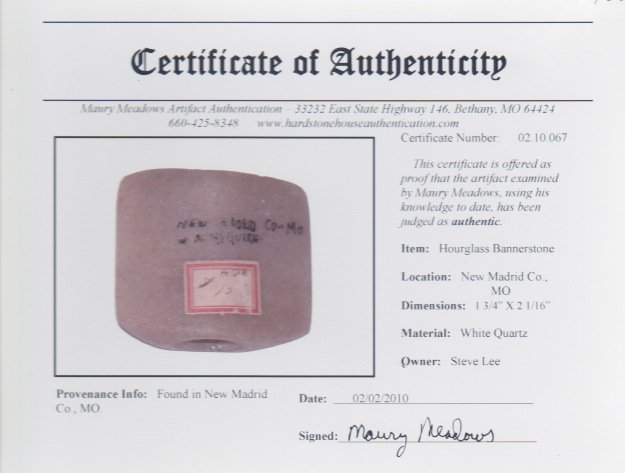 Certificate of Authenticity
Maury Meadows Artifact Authentication – 33232 East State Highway 146, Bethany, MO 64424
660-425-8348 www.hardstonehouseauthentication.com
Certificate Number: 02.10.067
This certificate is offered as
proof that the artifact examined
by Maury Meadows, using his
knowledge to date, has been
judged as authentic.
Item: Hourglass Bannerstone
Location: New Madrid Co.,
MO
Dimensions: 1 3/4" X 2 1/16"
Material: White Quartz
Owner: Steve Lee
NEW Co. Mo
Provenance Info: Found in New Madrid
Co., MO.
Date: 02/02/2010
Signed: Maury Meadows